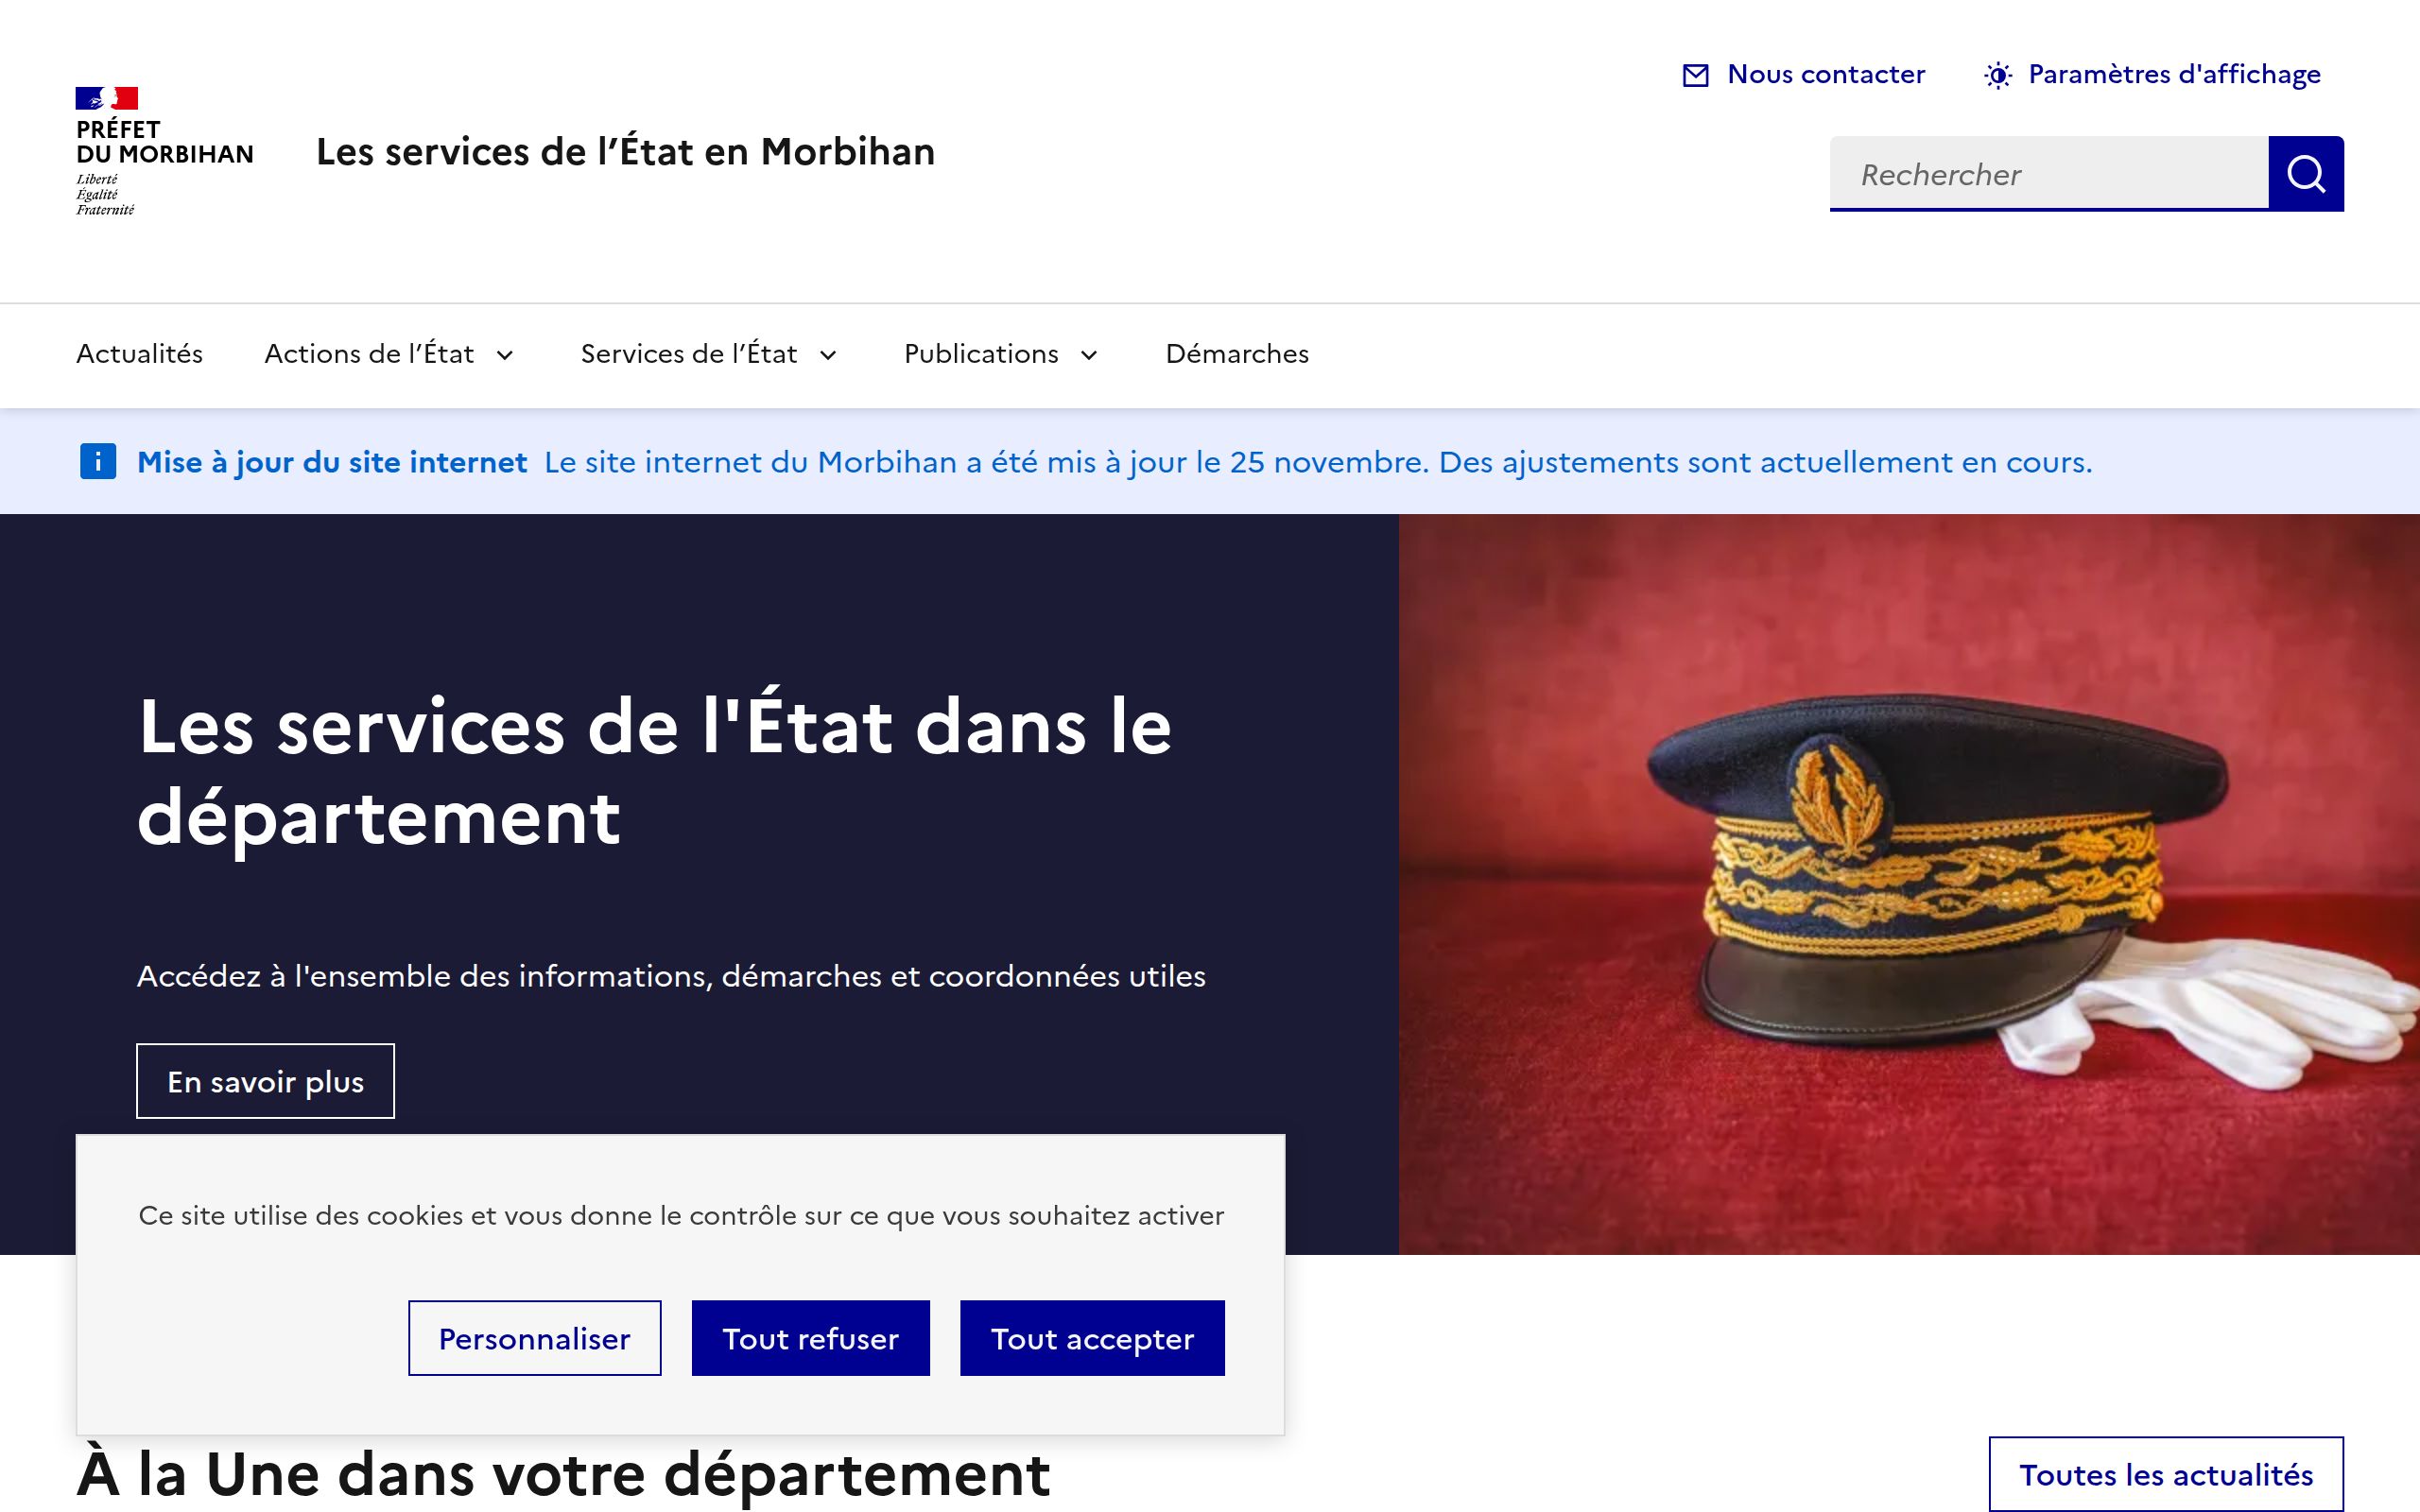 Nous contacter
Paramètres d'affichage
PRÉFET
DU MORBIHAN
Liberté
Égalité
Fraternité
Les services de l’État en Morbihan
Rechercher
Actualités
Actions de l’État
Services de l’État
Publications
Démarches
Mise à jour du site internet Le site internet du Morbihan a été mis à jour le 25 novembre. Des ajustements sont actuellement en cours.
Les services de l'État dans le
département
Accédez à l'ensemble des informations, démarches et coordonnées utiles
En savoir plus
Ce site utilise des cookies et vous donne le contrôle sur ce que vous souhaitez activer
Personnaliser
Tout refuser
Tout accepter
À la Une dans votre département
Toutes les actualités